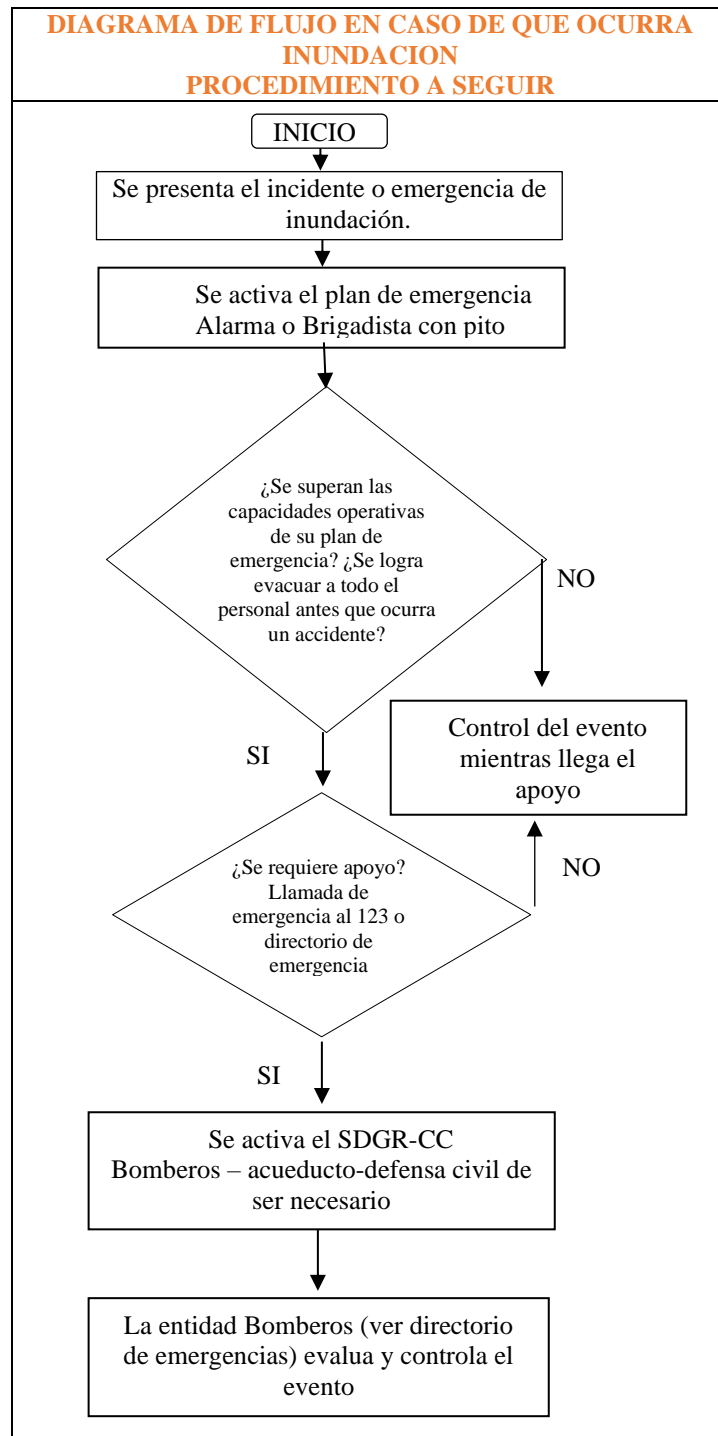 DIAGRAMA DE FLUJO EN CASO DE QUE OCURRA
INUNDACION
PROCEDIMIENTO A SEGUIR
INICIO
Se presenta el incidente o emergencia de
inundación.
Se activa el plan de emergencia
Alarma o Brigadista con pito
¿Se superan las
capacidades operativas
de su plan de
emergencia? ¿Se logra
evacuar a todo el
personal antes que ocurra
un accidente?
NO
Control del evento
mientras llega el
apoyo
SI
¿Se requiere apoyo?
Llamada de
emergencia al 123 o
directorio de
emergencia
NO
SI
Se activa el SDGR-CC
Bomberos – acueducto-defensa civil de
ser necesario
La entidad Bomberos (ver directorio
de emergencias) evalua y controla el
evento